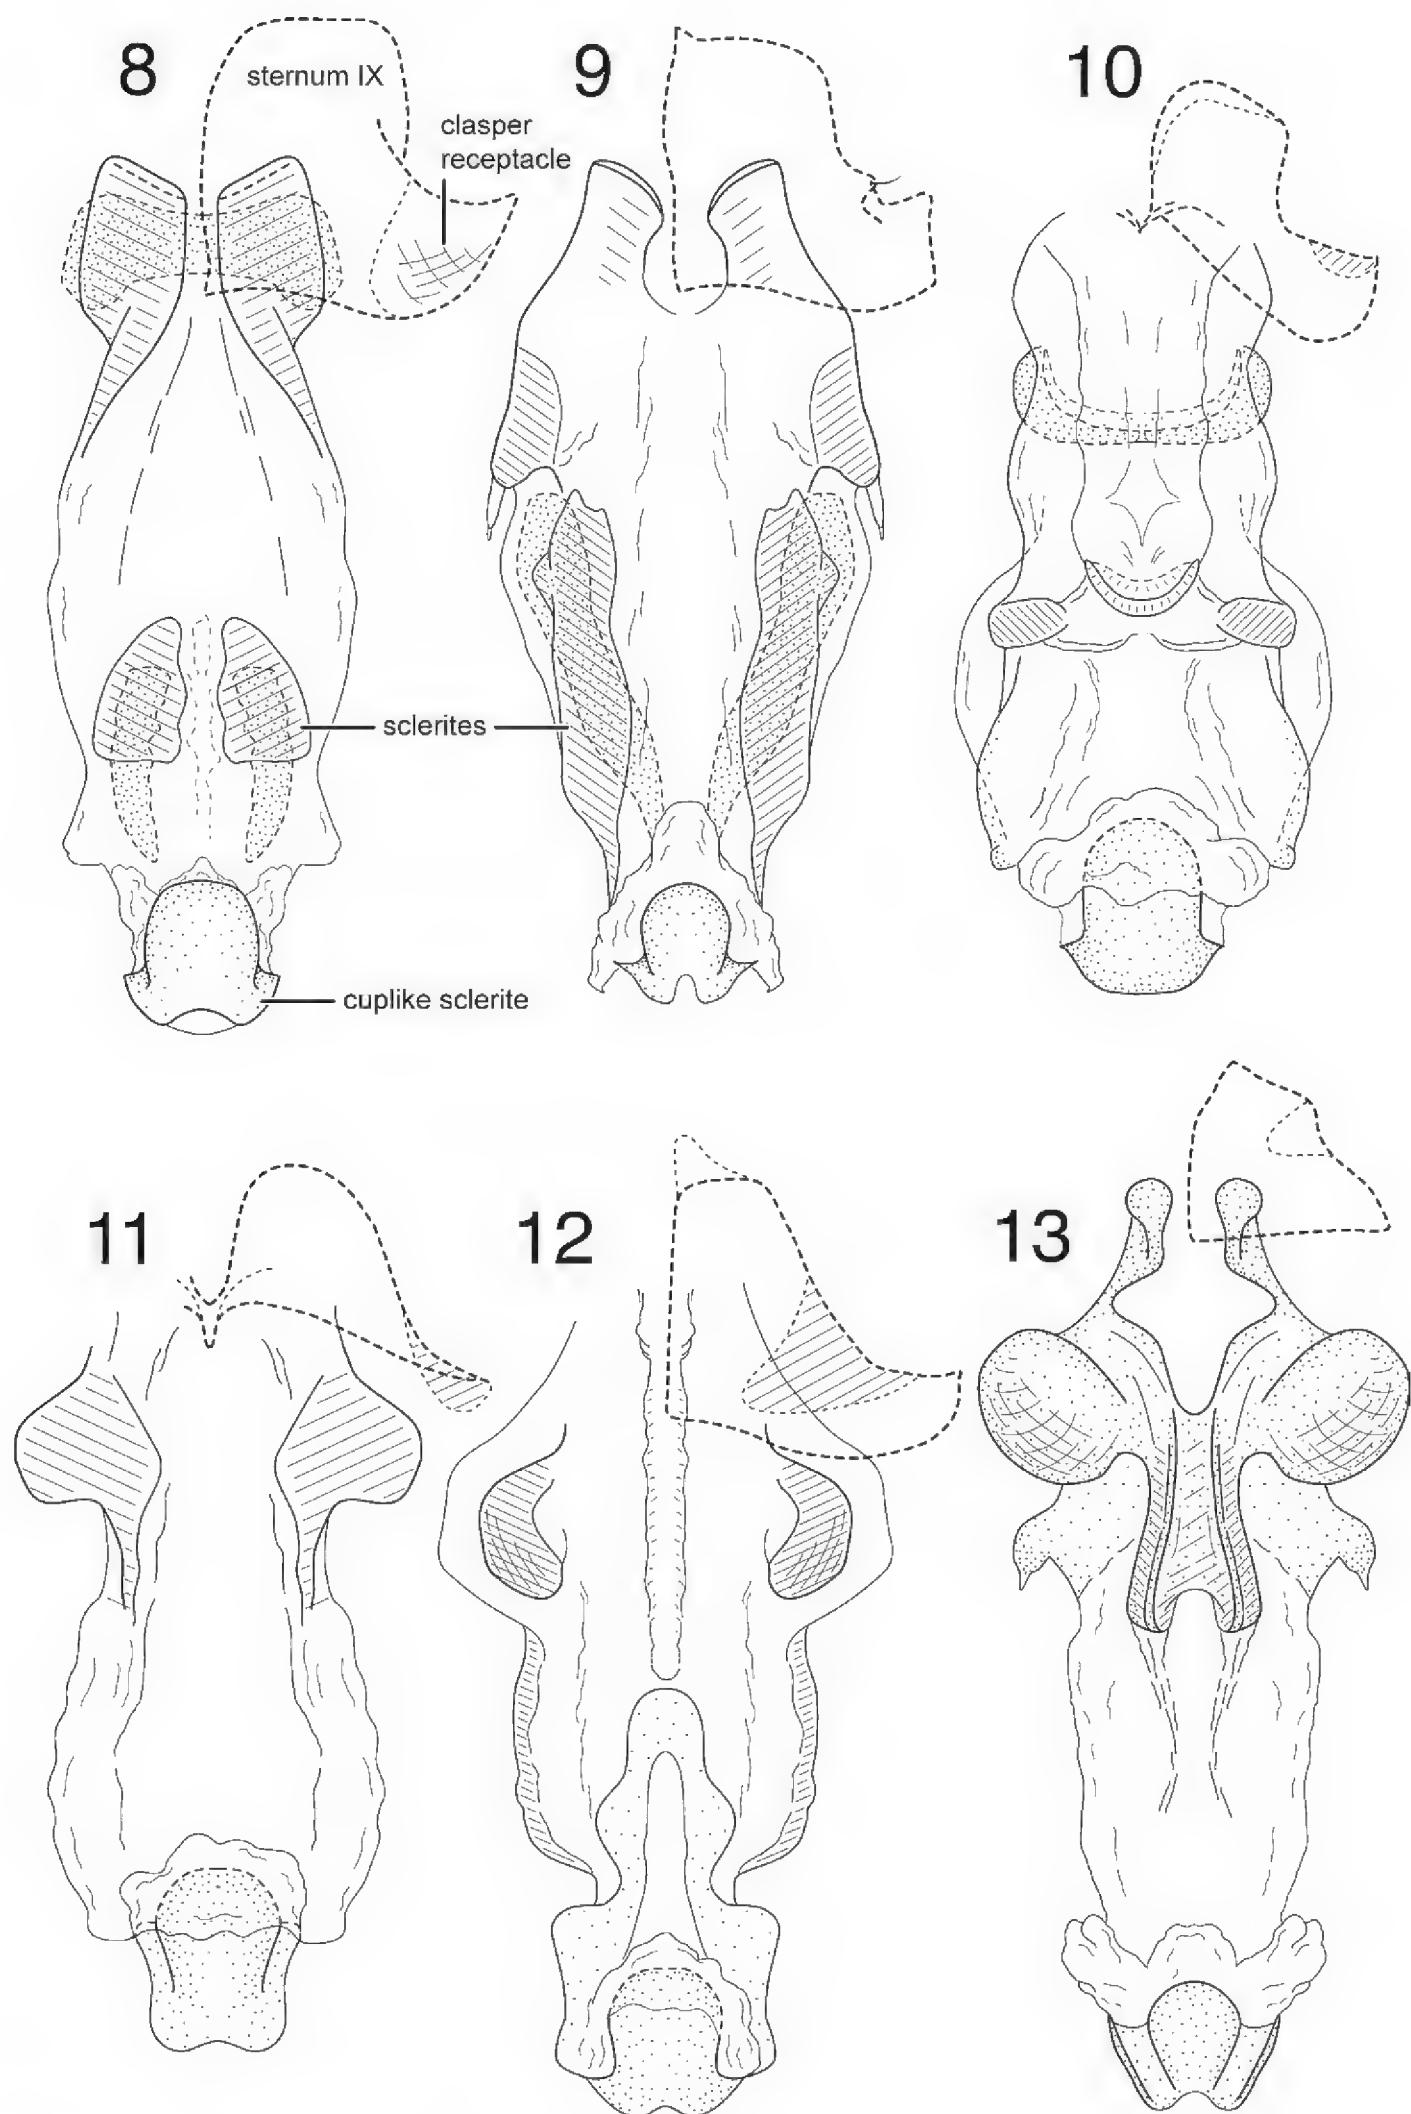 8
sternum IX
9
10
clasper
receptacle
sclerites
cuplike sclerite
11
12
13